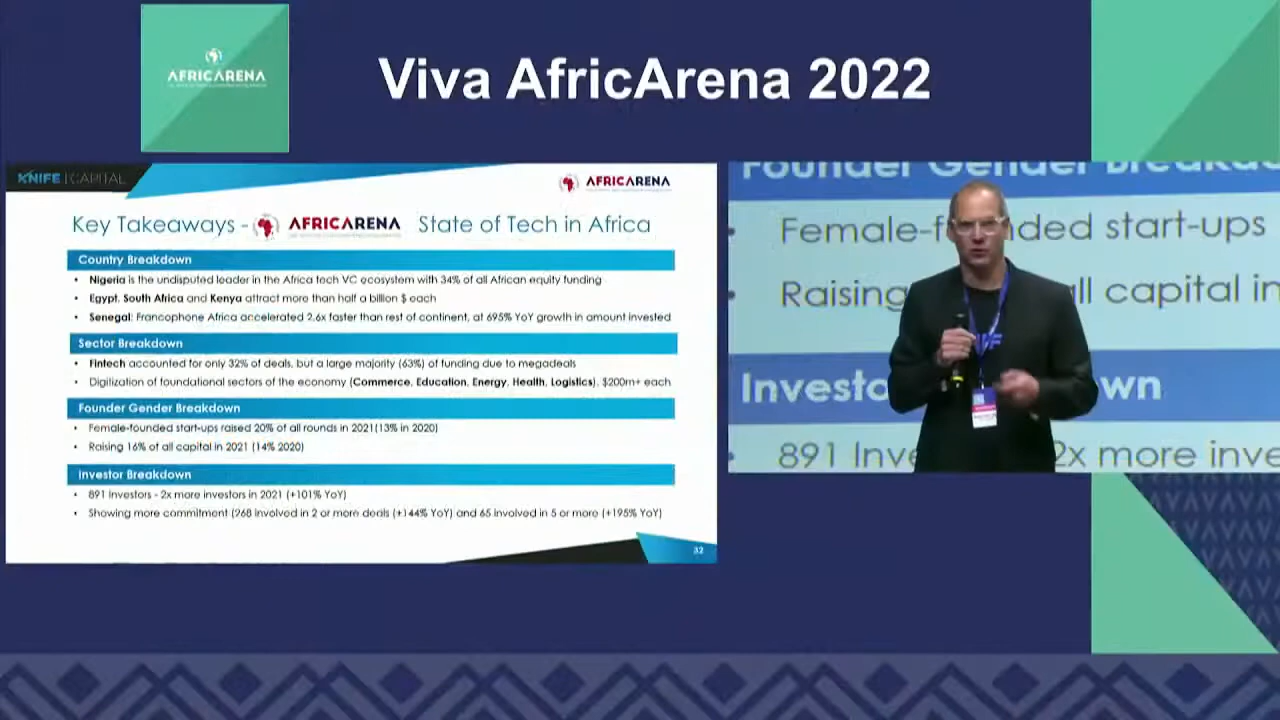 AFRICARENA
Viva AfricArena 2022
KNIFE | CAPITAL
AFRICARENA
Key Takeaways - AFRICARENA State of Tech in Africa
Country Breakdown
• Nigeria is the undisputed leader in the Africa tech VC ecosystem with 34% of all African equity funding
• Egypt, South Africa and Kenya attract more than half a billion $ each
• Senegal: Francophone Africa accelerated 2.6x faster than rest of continent, at 695% YoY growth in amount invested
Sector Breakdown
• Fintech accounted for only 32% of deals, but a large majority (63%) of funding due to megadeals
• Digitization of foundational sectors of the economy (Commerce, Education, Energy, Health, Logistics), $200m+ each
Founder Gender Breakdown
• Female-founded start-ups raised 20% of all rounds in 2021(13% in 2020)
• Raising 16% of all capital in 2021 (14% 2020)
Investor Breakdown
• 891 Investors - 2x more investors in 2021 (+101% YoY)
• Showing more commitment (268 involved in 2 or more deals (+144% YoY) and 65 involved in 5 or more (+195% YoY)
32
Founder Gender
• Female-f nded start-ups
• Raising all capital in
Investo wn
891 Inve 2x more inve